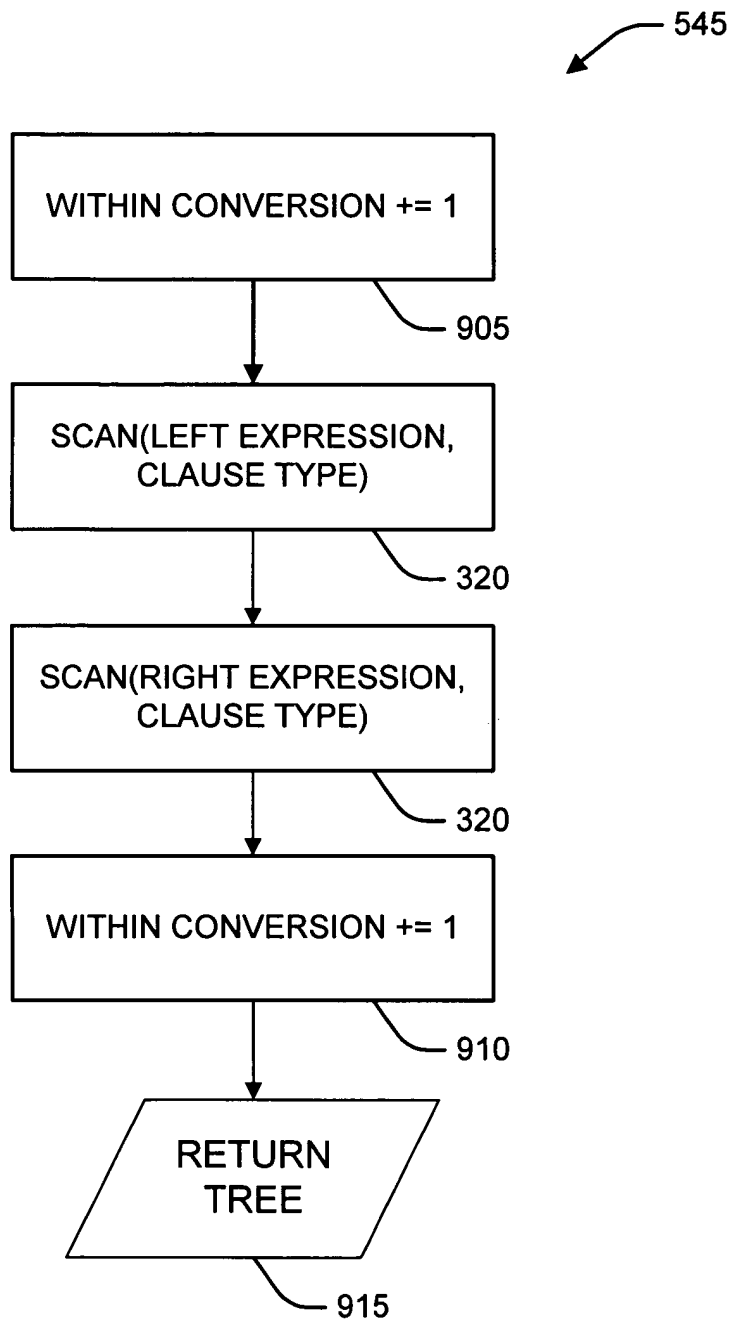 545
WITHIN CONVERSION += 1
905
SCAN(LEFT EXPRESSION,
CLAUSE TYPE)
320
SCAN(RIGHT EXPRESSION,
CLAUSE TYPE)
320
WITHIN CONVERSION += 1
910
RETURN
TREE
915